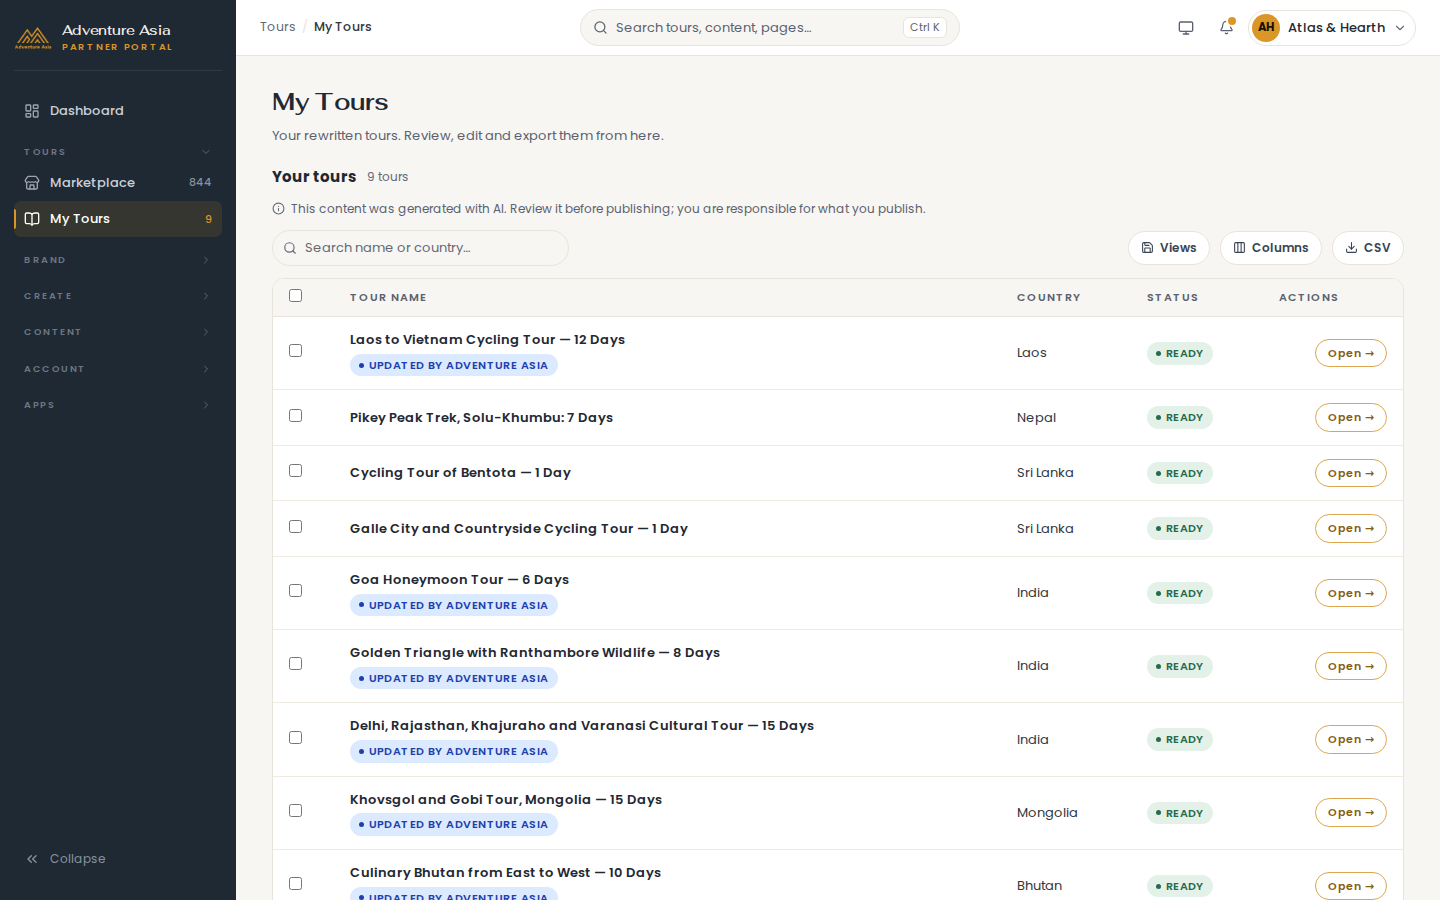 Adventure Asia
Adventure Asia
PARTNER PORTAL
Dashboard
TOURS
Marketplace 844
My Tours 9
BRAND
CREATE
CONTENT
ACCOUNT
APPS
Collapse
Tours / My Tours
Search tours, content, pages... Ctrl K
AH Atlas & Hearth
My Tours
Your rewritten tours. Review, edit and export them from here.
Your tours 9 tours
This content was generated with AI. Review it before publishing; you are responsible for what you publish.
Search name or country...
Views Columns CSV
TOUR NAME COUNTRY STATUS ACTIONS
Laos to Vietnam Cycling Tour — 12 Days
UPDATED BY ADVENTURE ASIA
Laos READY Open →
Pikey Peak Trek, Solu-Khumbu: 7 Days Nepal READY Open →
Cycling Tour of Bentota — 1 Day Sri Lanka READY Open →
Galle City and Countryside Cycling Tour — 1 Day Sri Lanka READY Open →
Goa Honeymoon Tour — 6 Days
UPDATED BY ADVENTURE ASIA
India READY Open →
Golden Triangle with Ranthambore Wildlife — 8 Days
UPDATED BY ADVENTURE ASIA
India READY Open →
Delhi, Rajasthan, Khajuraho and Varanasi Cultural Tour — 15 Days
UPDATED BY ADVENTURE ASIA
India READY Open →
Khovsgol and Gobi Tour, Mongolia — 15 Days
UPDATED BY ADVENTURE ASIA
Mongolia READY Open →
Culinary Bhutan from East to West — 10 Days
UPDATED BY ADVENTURE ASIA
Bhutan READY Open →